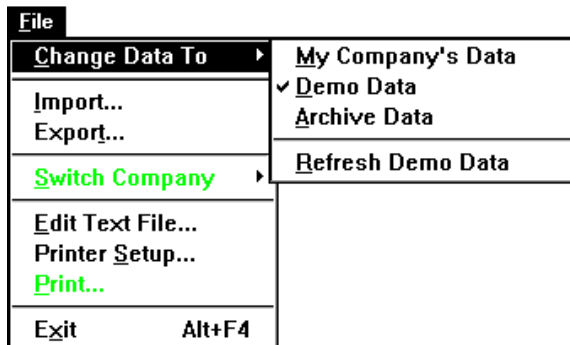 File
Change Data To
Import...
Export...
Switch Company
Edit Text File...
Printer Setup...
Print...
Exit Alt+F4
My Company's Data
Demo Data
Archive Data
Refresh Demo Data